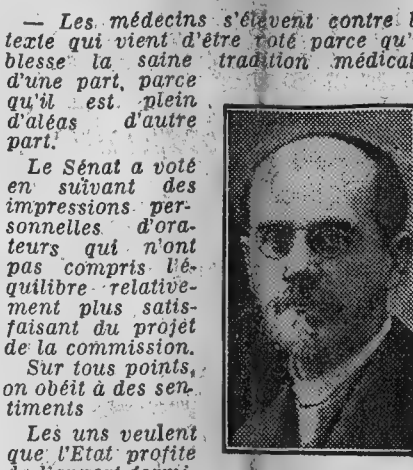 — Les médecins s'élèvent contre
texte qui vient d'être voté parce qu'
blesse la saine tradition médical
d'une part, parce
qu'il est plein
d'aléas d'autre
part.
Le Sénat a voté
en suivant des
impressions per-
sonnelles d'ora-
teurs qui n'ont
pas compris l'é-
quilibre relative-
ment plus satis-
faisant du projet
de la commission.
Sur tous points,
on obéit à des sen-
timents
Les uns veulent
que l'Etat profite